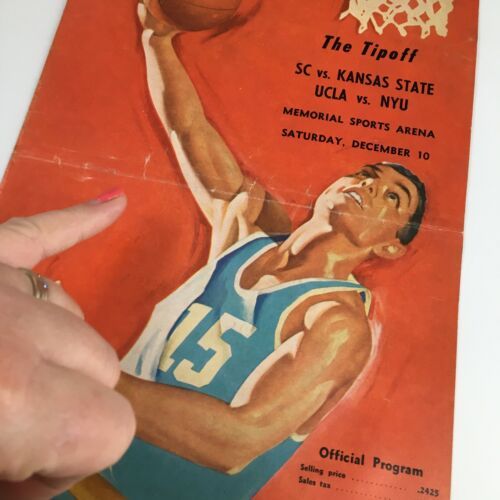 The Tipoff
SC vs. KANSAS STATE
UCLA vs. NYU
MEMORIAL SPORTS ARENA
SATURDAY, DECEMBER 10
15
Official Program
Selling price ............ .2425
Sales tax ............